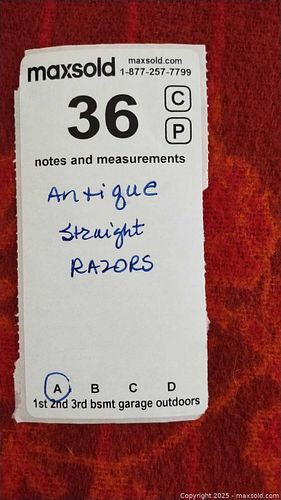 maxsold
maxsold.com
1-877-257-7799
36
C
P
notes and measurements
Antique
Straight
RAZORS
A B C D
1st 2nd 3rd bsmt garage outdoors
Copyright 2025 - maxsold.com